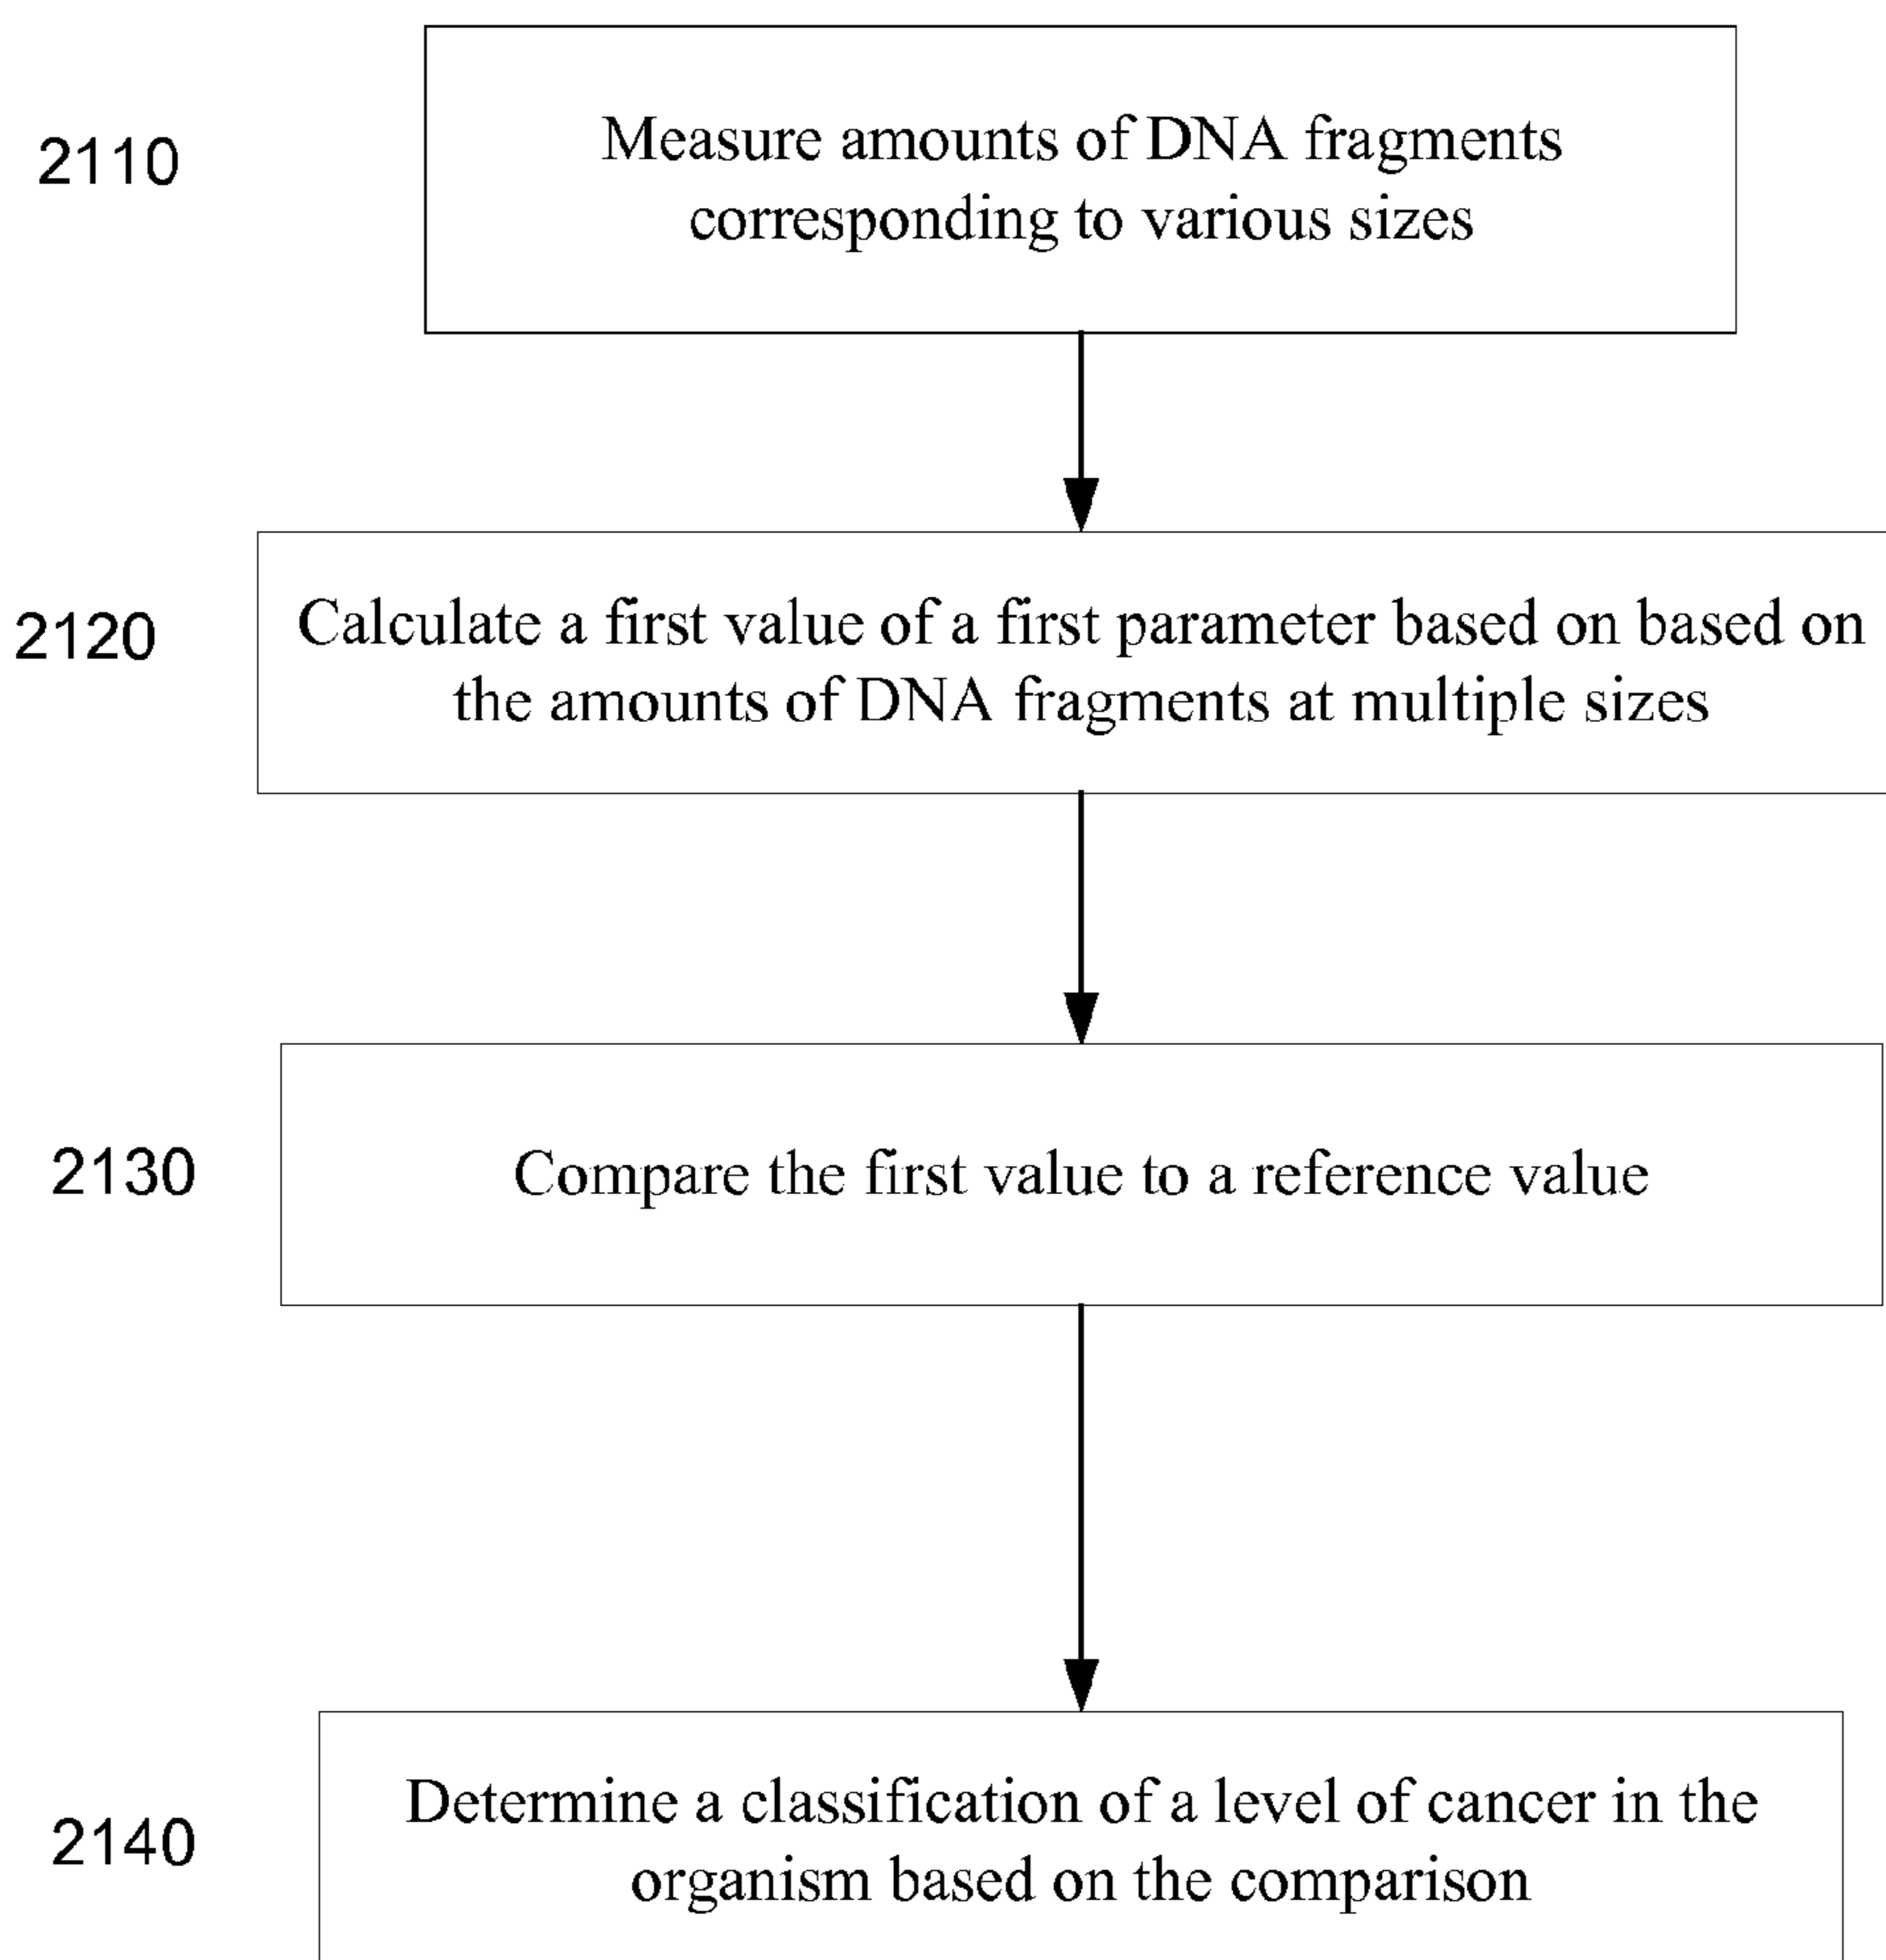 2110
Measure amounts of DNA fragments
corresponding to various sizes
2120
Calculate a first value of a first parameter based on based on
the amounts of DNA fragments at multiple sizes
2130
Compare the first value to a reference value
2140
Determine a classification of a level of cancer in the
organism based on the comparison